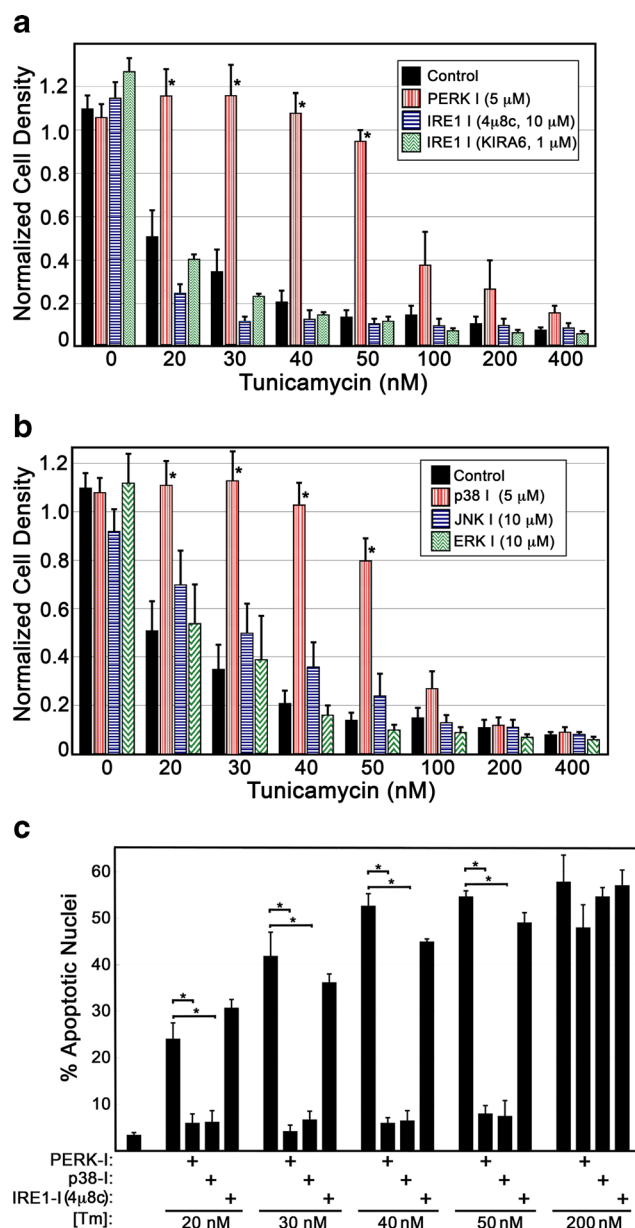 a
Normalized Cell Density
1.2
1.0
0.8
0.6
0.4
0.2
0
Control
PERK I (5 μM)
IRE1 I (4μ8c, 10 μM)
IRE1 I (KIRA6, 1 μM)
* * * *
0 20 30 40 50 100 200 400
Tunicamycin (nM)
b
Normalized Cell Density
1.2
1.0
0.8
0.6
0.4
0.2
0
Control
p38 I (5 μM)
JNK I (10 μM)
ERK I (10 μM)
* * * *
0 20 30 40 50 100 200 400
Tunicamycin (nM)
c
% Apoptotic Nuclei
60
50
40
30
20
10
* * * *
* * * *
PERK-I: + + + + +
p38-I: + + + + +
IRE1-I (4μ8c): + + + + +
[Tm]: 20 nM 30 nM 40 nM 50 nM 200 nM